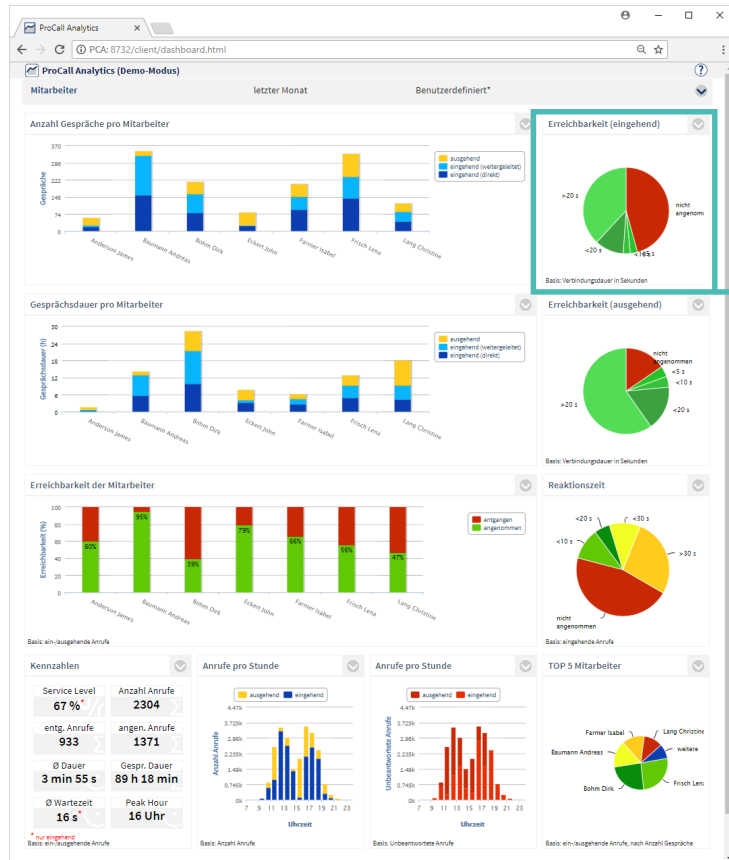 ProCall Analytics
PCA: 8732/client/dashboard.html
ProCall Analytics (Demo-Modus)
Mitarbeiter letzter Monat Benutzerdefiniert*
Anzahl Gespräche pro Mitarbeiter
Gespräche
370
296
222
148
74
0
Anderson James
Baumann Andreas
Bohm Dirk
Eckert John
Farmer Isabel
Frisch Lena
Lang Christine
ausgehend
eingehend (weitergeleitet)
eingehend (direkt)
Erreichbarkeit (eingehend)
>20 s
nicht
angenomi
<20 s
Basis: Verbindungsdauer in Sekunden
Gesprächsdauer pro Mitarbeiter
Gesprächsdauer (h)
30
24
18
12
6
0
Anderson James
Baumann Andreas
Bohm Dirk
Eckert John
Farmer Isabel
Frisch Lena
Lang Christine
ausgehend
eingehend (weitergeleitet)
eingehend (direkt)
Erreichbarkeit (ausgehend)
nicht
angenommen
<5 s
<10 s
<20 s
>20 s
Basis: Verbindungsdauer in Sekunden
Erreichbarkeit der Mitarbeiter
Erreichbarkeit (%)
100
80
60
40
20
0
60%
95%
39%
79%
66%
56%
47%
Anderson James
Baumann Andreas
Bohm Dirk
Eckert John
Farmer Isabel
Frisch Lena
Lang Christine
entgangen
angenommen
Basis: ein-/ausgehende Anrufe
Reaktionszeit
<20 s
<30 s
<10 s
>30 s
nicht
angenommen
Basis: eingehende Anrufe
Kennzahlen
Service Level Anzahl Anrufe
67 %* 2304
entg. Anrufe angen. Anrufe
933 1371
Ø Dauer Gespr. Dauer
3 min 55 s 89 h 18 min
Ø Wartezeit Peak Hour
16 s* 16 Uhr
* nur eingehend
Basis: ein-/ausgehende Anrufe
Anrufe pro Stunde
ausgehend eingehend
Anzahl Anrufe
4.47k
3.725k
2.98k
2.235k
1.49k
0.745k
0k
7 9 11 13 15 17 19 21 23
Uhrzeit
Basis: Anzahl Anrufe
Anrufe pro Stunde
ausgehend eingehend
Unbeantwortete Anrufe
4.47k
3.725k
2.98k
2.235k
1.49k
0.745k
0k
7 9 11 13 15 17 19 21 23
Uhrzeit
Basis: Unbeantwortete Anrufe
TOP 5 Mitarbeiter
Farmer Isabel
Lang Christine
Baumann Andreas
weitere
Bohm Dirk
Frisch Lena
Basis: ein-/ausgehende Anrufe, nach Anzahl Gespräche